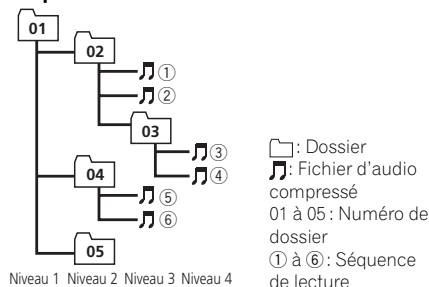 01
02
①
②
03
③
④
04
⑤
⑥
05
Niveau 1 Niveau 2 Niveau 3 Niveau 4
: Dossier
: Fichier d'audio
compressé
01 à 05 : Numéro de
dossier
① à ⑥ : Séquence
de lecture